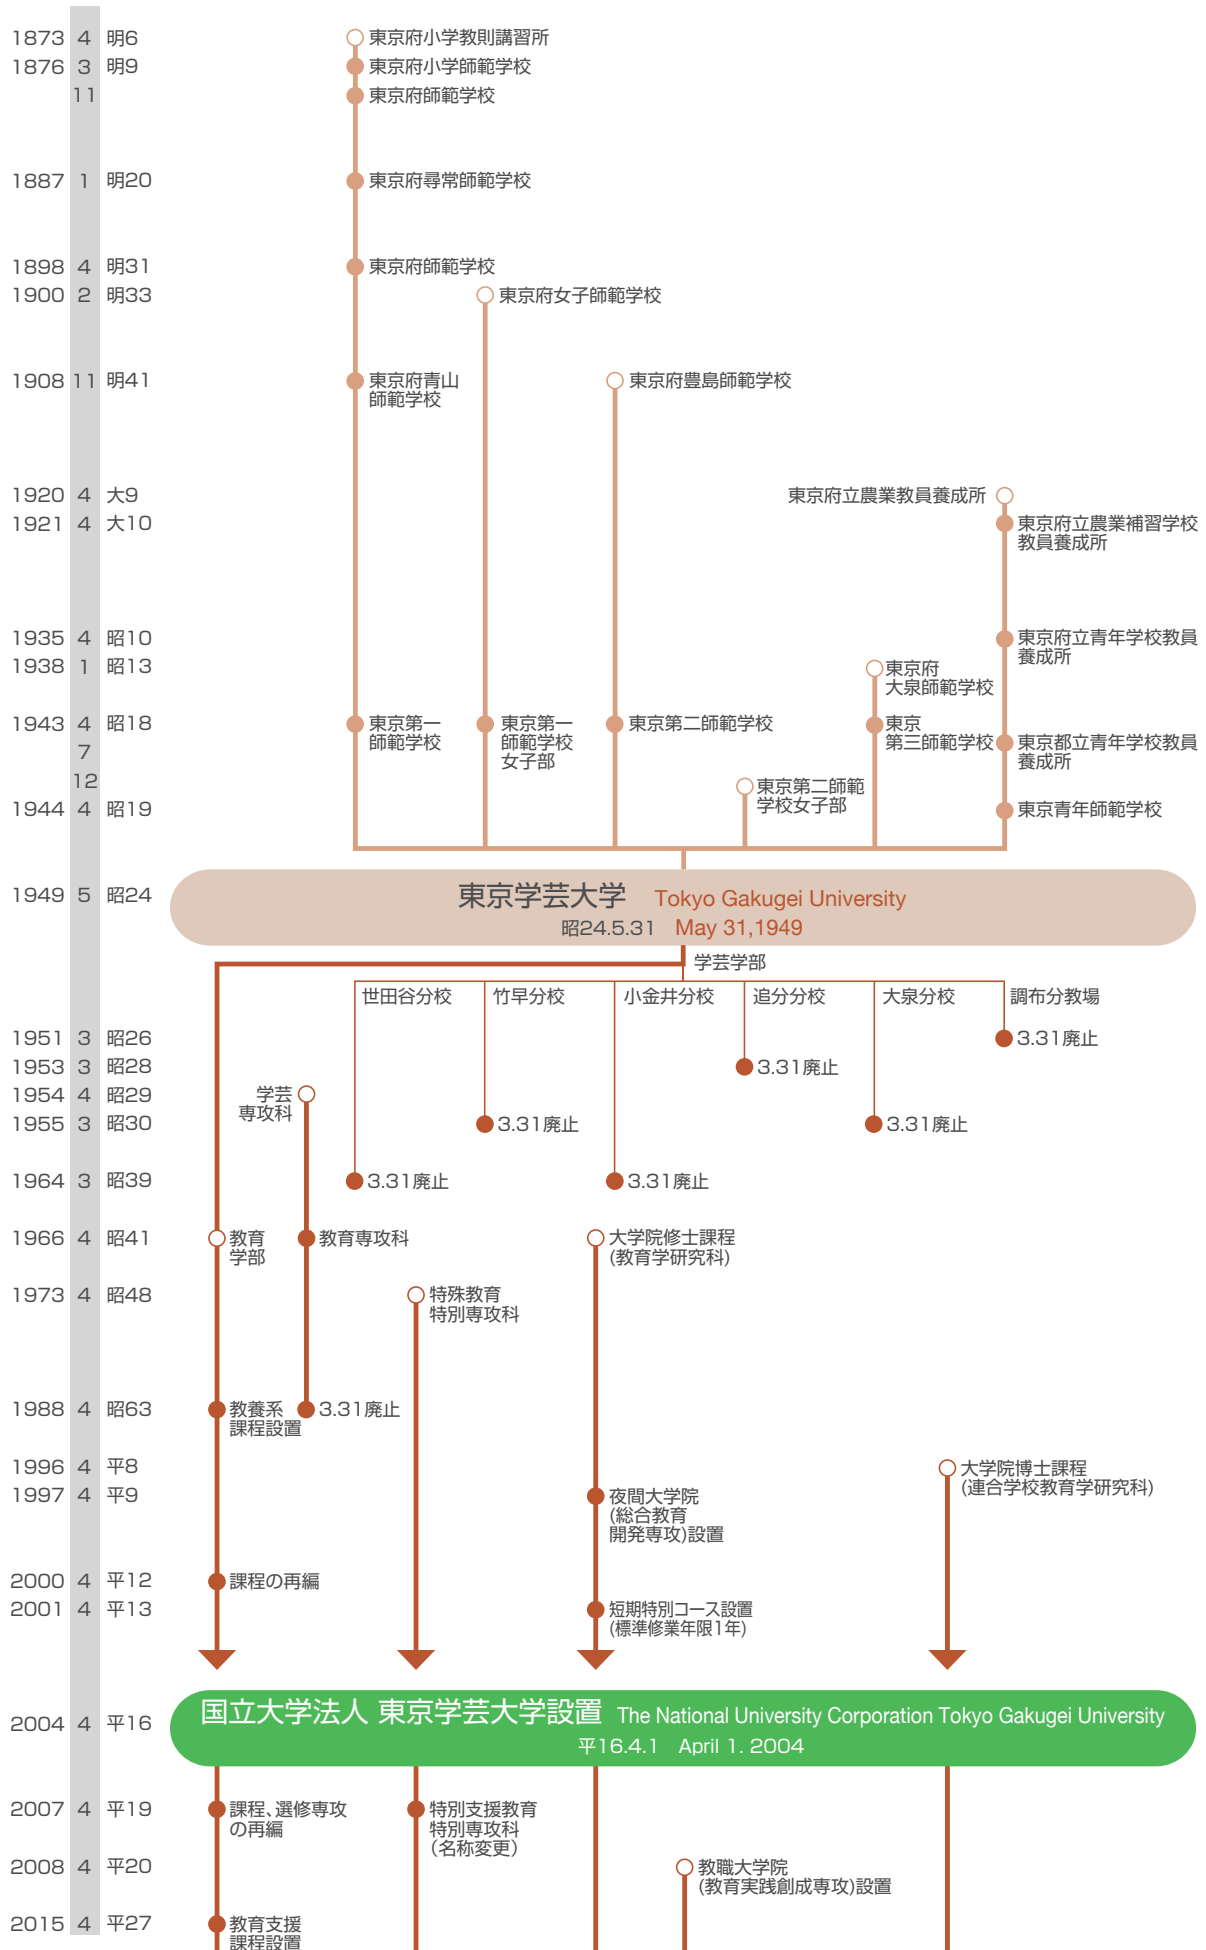 1873 4 明6 東京府小学教則講習所
1876 3 明9 東京府小学師範学校
11 東京府師範学校
1887 1 明20 東京府尋常師範学校
1898 4 明31 東京府師範学校
1900 2 明33 東京府女子師範学校
1908 11 明41 東京府青山 東京府豊島師範学校
師範学校
1920 4 大9 東京府立農業教員養成所
1921 4 大10 東京府立農業補習学校
教員養成所
1935 4 昭10 東京府立青年学校教員
養成所
1938 1 昭13 東京府
大泉師範学校
1943 4 昭18 東京第一 東京第一 東京第二師範学校 東京
師範学校 師範学校 第三師範学校 東京都立青年学校教員
7 女子部 養成所
12 東京第二師範
学校女子部
1944 4 昭19 東京青年師範学校
1949 5 昭24 東京学芸大学 Tokyo Gakugei University
昭24.5.31 May 31,1949
学芸学部
世田谷分校 竹早分校 小金井分校 追分分校 大泉分校 調布分教場
1951 3 昭26 3.31廃止
1953 3 昭28 3.31廃止
1954 4 昭29 学芸
専攻科
1955 3 昭30 3.31廃止 3.31廃止
1964 3 昭39 3.31廃止 3.31廃止
1966 4 昭41 教育 教育専攻科 大学院修士課程
学部 (教育学研究科)
1973 4 昭48 特殊教育
特別専攻科
1988 4 昭63 教養系 3.31廃止
課程設置
1996 4 平8 大学院博士課程
(連合学校教育学研究科)
1997 4 平9 夜間大学院
(総合教育
開発専攻)設置
2000 4 平12 課程の再編
2001 4 平13 短期特別コース設置
(標準修業年限1年)
2004 4 平16 国立大学法人 東京学芸大学設置 The National University Corporation Tokyo Gakugei University
平16.4.1 April 1. 2004
2007 4 平19 課程、選修専攻 特別支援教育
の再編 特別専攻科
(名称変更)
2008 4 平20 教職大学院
(教育実践創成専攻)設置
2015 4 平27 教育支援
課程設置